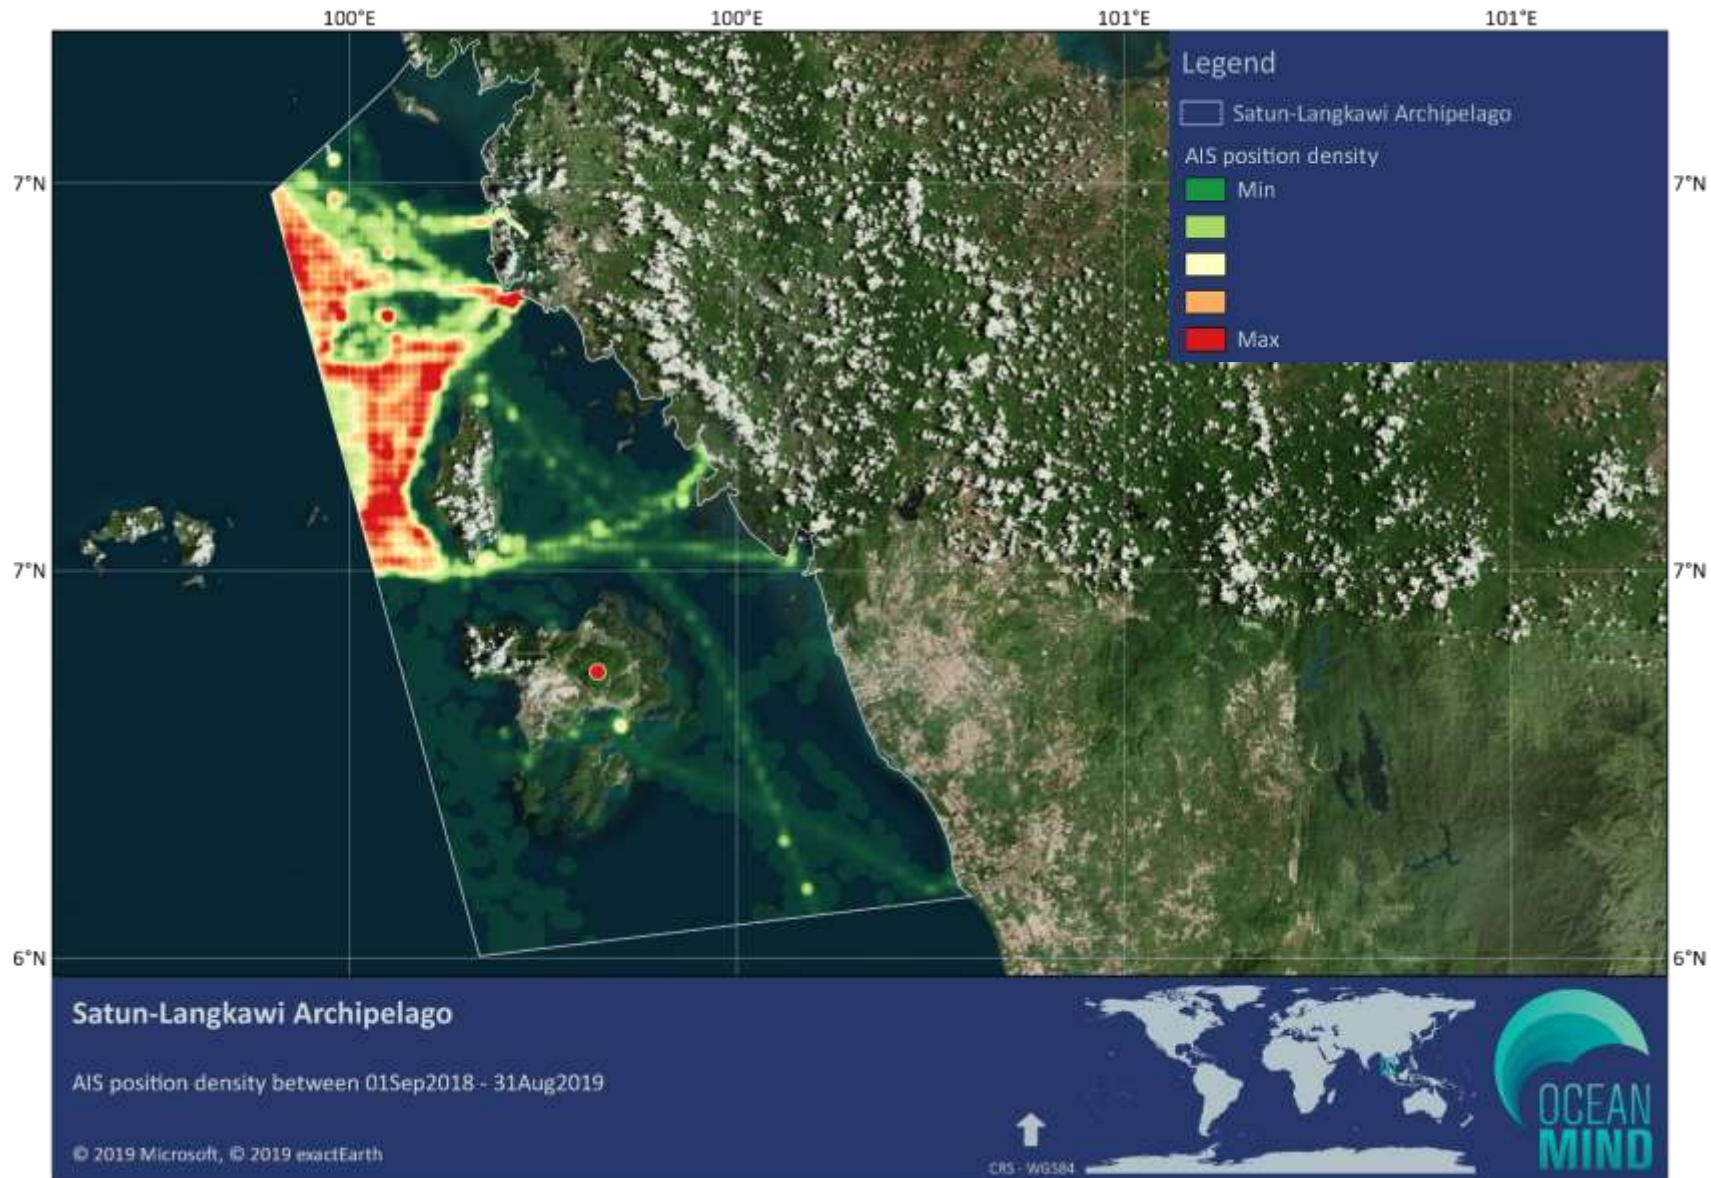 100°E 100°E 101°E 101°E
Legend
Satun-Langkawi Archipelago
AIS position density
7°N 7°N
Min
Max
7°N 7°N
6°N 6°N
Satun-Langkawi Archipelago
AIS position density between 01Sep2018 - 31Aug2019
OCEAN
MIND
© 2019 Microsoft, © 2019 exactEarth
CRS - WGS84